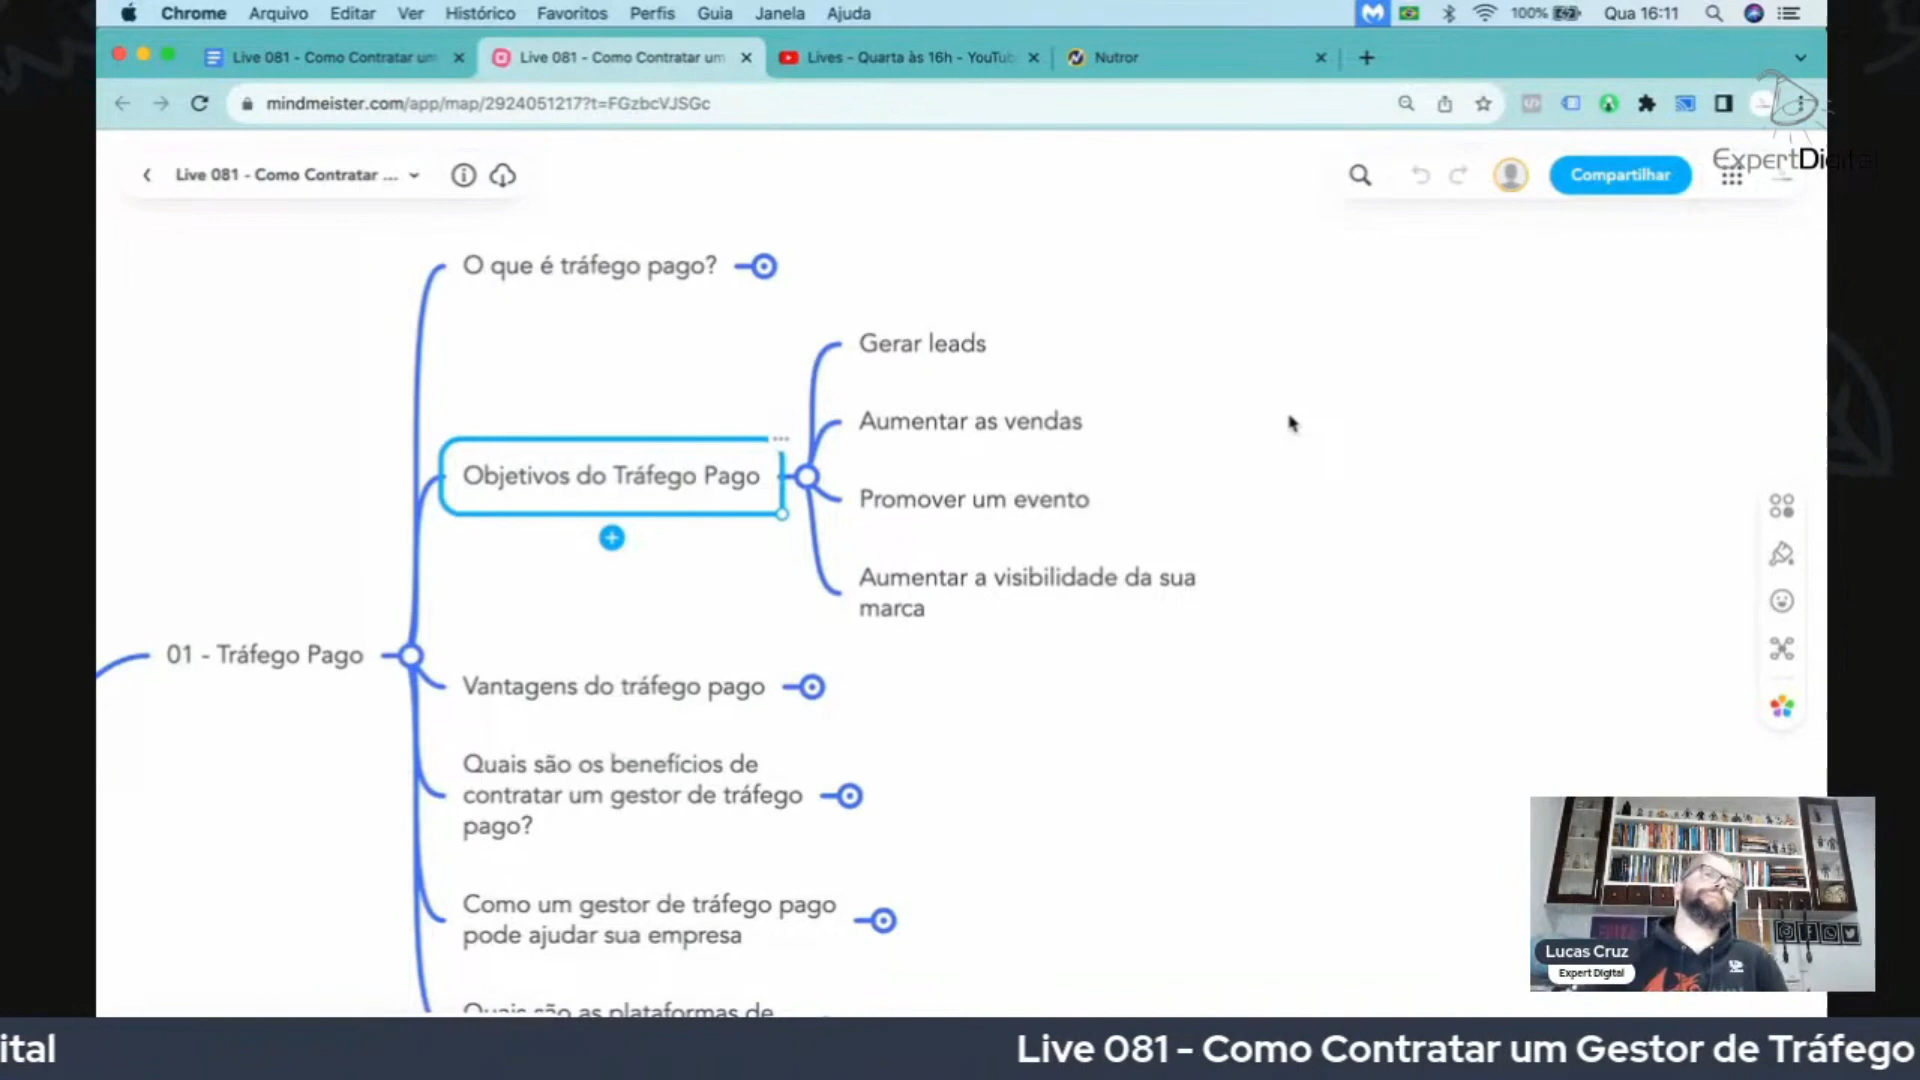 Chrome Arquivo Editar Ver Histórico Favoritos Perfis Guia Janela Ajuda 100% Qua 16:11
Live 081 - Como Contratar um
Live 081 - Como Contratar um
Lives - Quarta às 16h - YouTub
Nutror
mindmeister.com/app/map/2924051217?t=FGzbcVJSGc
ExpertDigital
Live 081 - Como Contratar ...
Compartilhar
O que é tráfego pago?
Gerar leads
Aumentar as vendas
Objetivos do Tráfego Pago
Promover um evento
Aumentar a visibilidade da sua
marca
01 - Tráfego Pago
Vantagens do tráfego pago
Quais são os benefícios de
contratar um gestor de tráfego
pago?
Como um gestor de tráfego pago
pode ajudar sua empresa
Quais são as plataformas de
Lucas Cruz
Expert Digital
ital
Live 081 - Como Contratar um Gestor de Tráfego